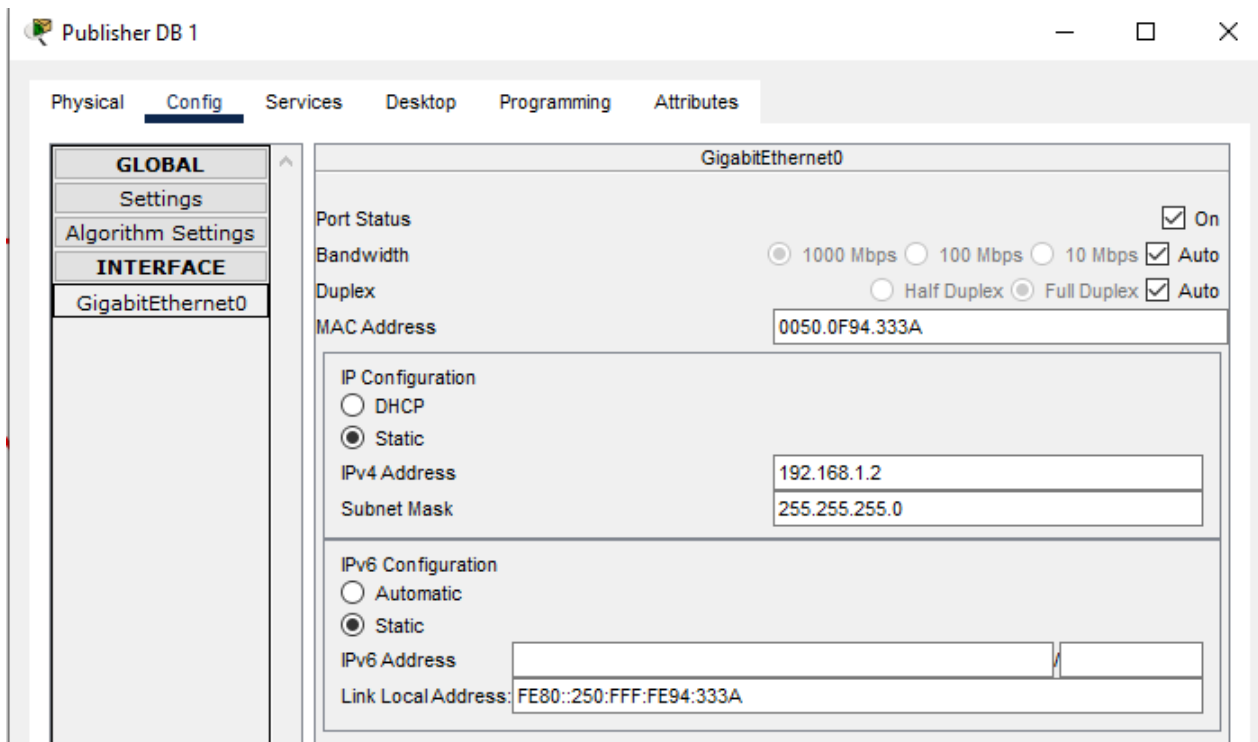 Publisher DB 1
Physical Config Services Desktop Programming Attributes
GLOBAL
Settings
Algorithm Settings
INTERFACE
GigabitEthernet0
GigabitEthernet0
Port Status On
Bandwidth 1000 Mbps 100 Mbps 10 Mbps Auto
Duplex Half Duplex Full Duplex Auto
MAC Address 0050.0F94.333A
IP Configuration
DHCP
Static
IPv4 Address 192.168.1.2
Subnet Mask 255.255.255.0
IPv6 Configuration
Automatic
Static
IPv6 Address /
Link Local Address: FE80::250:FFF:FE94:333A